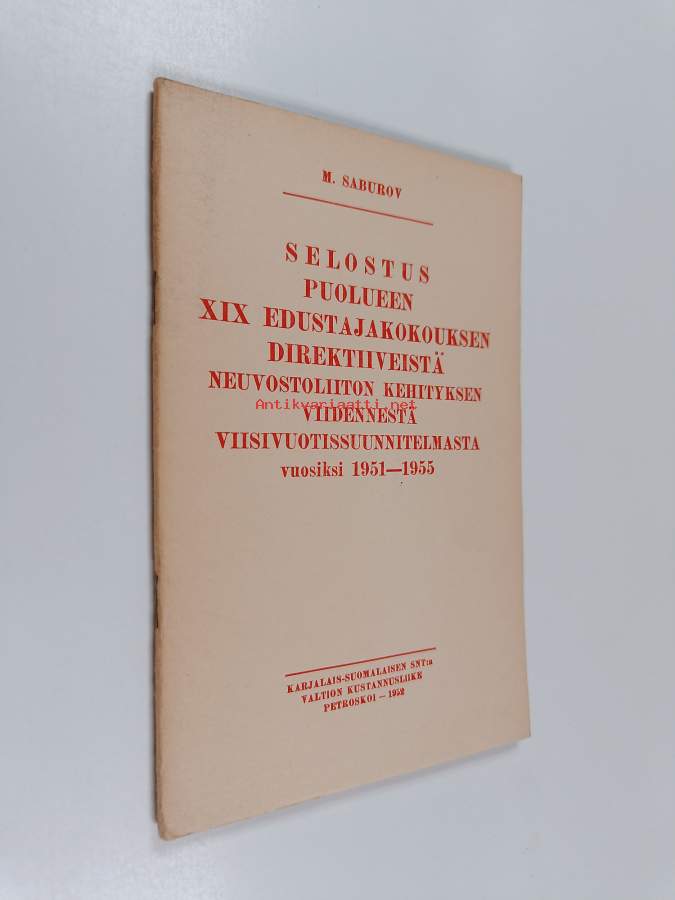 M. SABUROV
SELOSTUS
PUOLUEEN
XIX EDUSTAJAKOKOUKSEN
DIREKTIIVEISTÄ
NEUVOSTOLIITON KEHITYKSEN
Antikvariaatti.net
VIIDENNESTÄ
VIISIVUOTISSUUNNITELMASTA
vuosiksi 1951—1955
KARJALAIS-SUOMALAISEN SNT:n
VALTION KUSTANNUSLIIKE
PETROSKOI — 1952